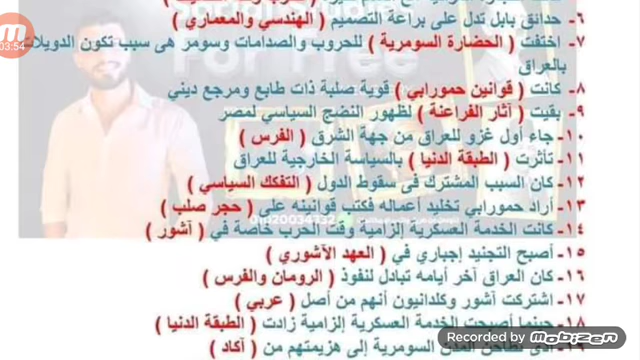 ٦- حدائق بابل تدل على براعة التصميم ( الهندسي والمعماري )
٧- اختفت ( الحضارة السومرية ) للحروب والصدامات وسومر هى سبب تكون الدويلات
بالعراق
٨- كانت ( قوانين حمورابي ) قوية صلبة ذات طابع ومرجع ديني
٩- بقيت ( آثار الفراعنة ) لظهور النضج السياسي لمصر
١٠- جاء أول غزو للعراق من جهة الشرق ( الفرس )
١١- تأثرت ( الطبقة الدنيا ) بالسياسة الخارجية للعراق
١٢- كان السبب المشترك فى سقوط الدول ( التفكك السياسي )
١٣- أراد حمورابي تخليد أعماله فكتب قوانينه على ( حجر صلب )
01020034132
١٤- كانت الخدمة العسكرية إلزامية وقت الحرب خاصة في ( آشور )
١٥- أصبح التجنيد إجباري في ( العهد الآشوري )
١٦- كان العراق آخر أيامه تبادل لنفوذ ( الرومان والفرس )
١٧- اشتركت آشور وكلدانيون أنهم من أصل ( عربي )
١٨- حينما أصبحت الخدمة العسكرية إلزامية زادت ( الطبقة الدنيا )
المدن السومرية إلى هزيمتهم من ( أكاد )
03:54
For Free
Recorded by Mobizen